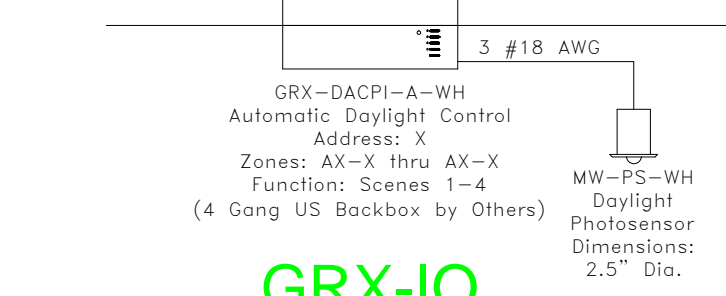 3 #18 AWG
GRX-DACPI-A-WH
Automatic Daylight Control
Address: X
Zones: AX-X thru AX-X
Function: Scenes 1-4
(4 Gang US Backbox by Others)
MW-PS-WH
Daylight
Photosensor
Dimensions:
2.5" Dia.
GRX-IO